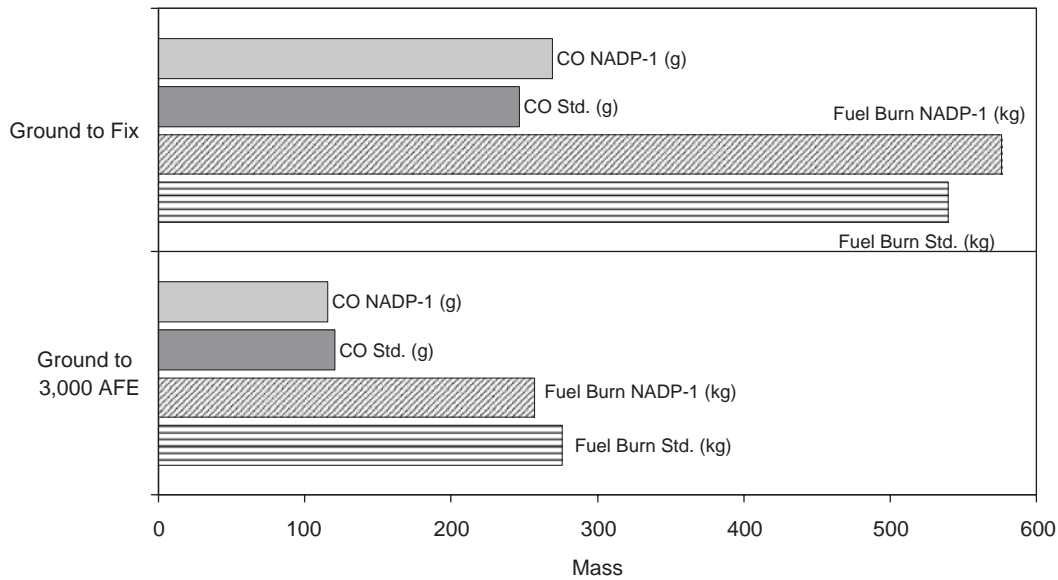 CO NADP-1 (g)
CO Std. (g)
Fuel Burn NADP-1 (kg)
Ground to Fix
Fuel Burn Std. (kg)
CO NADP-1 (g)
CO Std. (g)
Ground to
3,000 AFE
Fuel Burn NADP-1 (kg)
Fuel Burn Std. (kg)
0 100 200 300 400 500 600
Mass